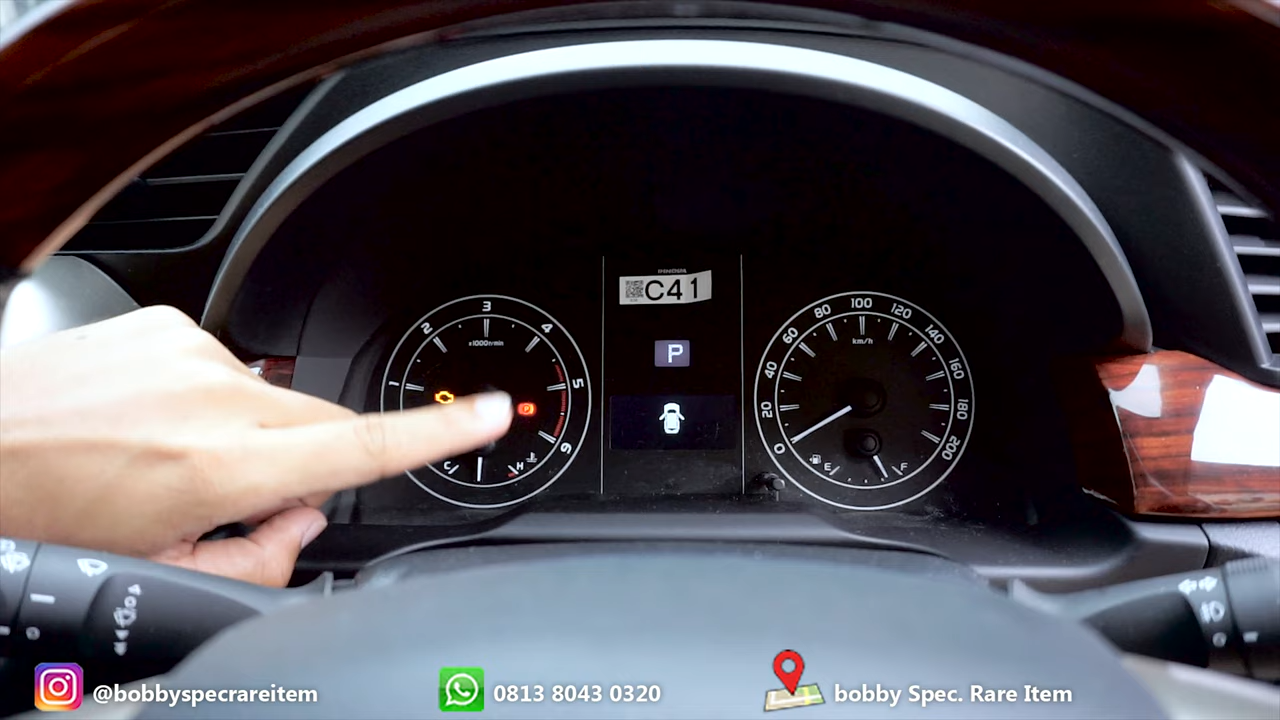 C41
P
1
2
3
4
5
6
x1000r/min
P
C
H
0
20
40
60
80
100
120
140
160
180
200
km/h
E
F
@bobbyspecrareitem
0813 8043 0320
bobby Spec. Rare Item